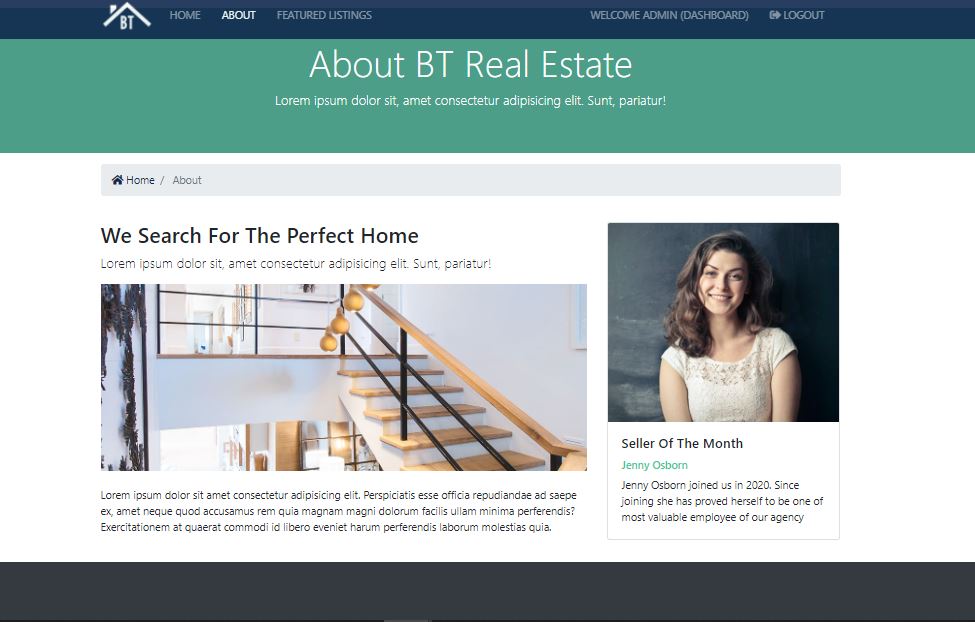 BT
HOME
ABOUT
FEATURED LISTINGS
WELCOME ADMIN (DASHBOARD)
LOGOUT
About BT Real Estate
Lorem ipsum dolor sit, amet consectetur adipisicing elit. Sunt, pariatur!
Home / About
We Search For The Perfect Home
Lorem ipsum dolor sit, amet consectetur adipisicing elit. Sunt, pariatur!
Lorem ipsum dolor sit amet consectetur adipisicing elit. Perspiciatis esse officia repudiandae ad saepe
ex, amet neque quod accusamus rem quia magnam magni dolorum facilis ullam minima perferendis?
Exercitationem at quaerat commodi id libero eveniet harum perferendis laborum molestias quia.
Seller Of The Month
Jenny Osborn
Jenny Osborn joined us in 2020. Since
joining she has proved herself to be one of
most valuable employee of our agency